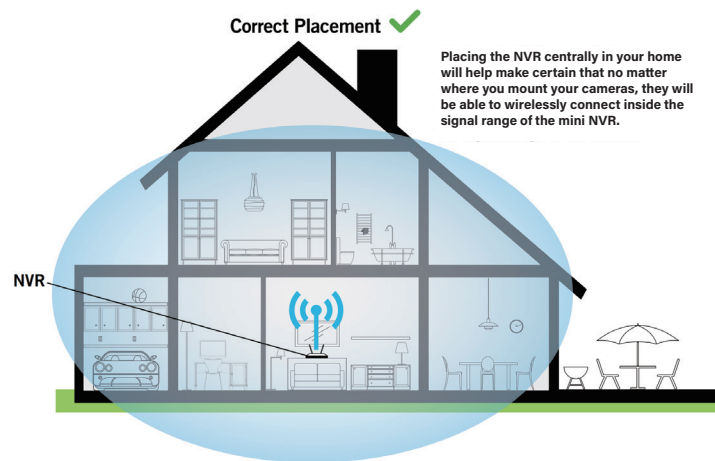 Correct Placement
Placing the NVR centrally in your home
will help make certain that no matter
where you mount your cameras, they will
be able to wirelessly connect inside the
signal range of the mini NVR.
NVR